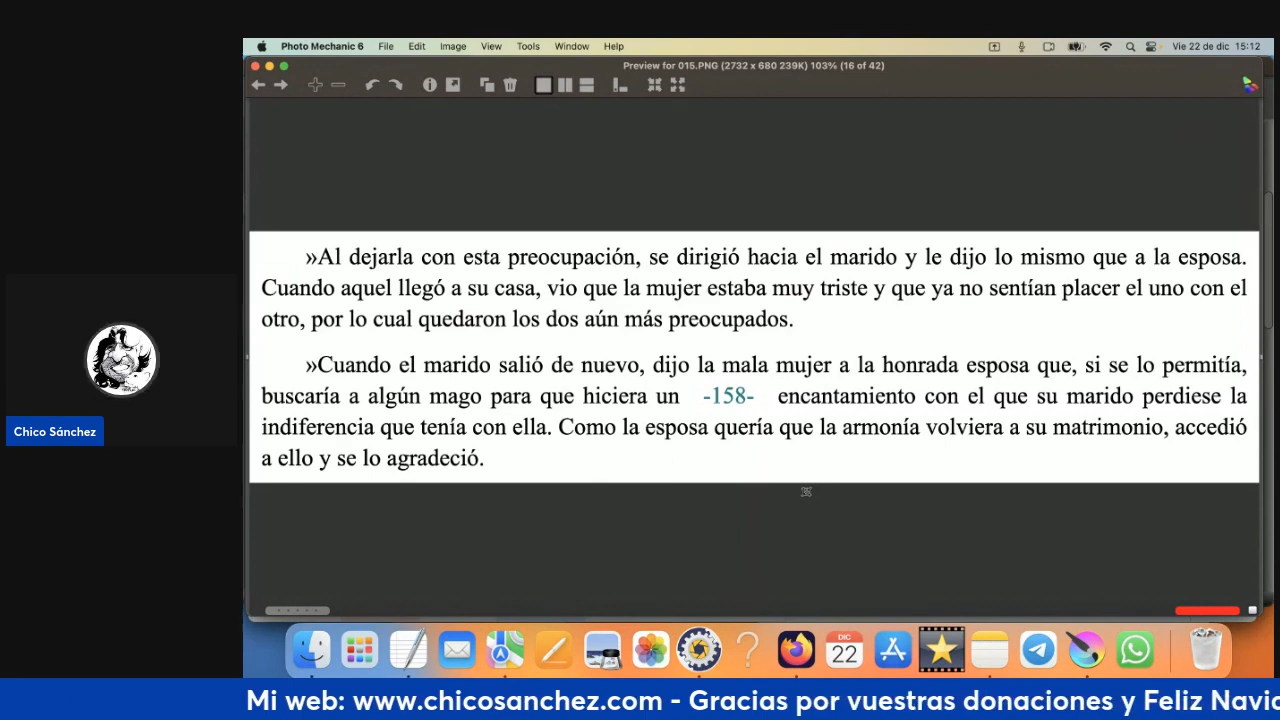 Photo Mechanic 6 File Edit Image View Tools Window Help Vie 22 de dic 15:12
Preview for 015.PNG (2732 x 680 239K) 103% (16 of 42)
»Al dejarla con esta preocupación, se dirigió hacia el marido y le dijo lo mismo que a la esposa.
Cuando aquel llegó a su casa, vio que la mujer estaba muy triste y que ya no sentían placer el uno con el
otro, por lo cual quedaron los dos aún más preocupados.
»Cuando el marido salió de nuevo, dijo la mala mujer a la honrada esposa que, si se lo permitía,
buscaría a algún mago para que hiciera un -158- encantamiento con el que su marido perdiese la
indiferencia que tenía con ella. Como la esposa quería que la armonía volviera a su matrimonio, accedió
a ello y se lo agradeció.
Chico Sánchez
DIC
22
Mi web: www.chicosanchez.com - Gracias por vuestras donaciones y Feliz Navid